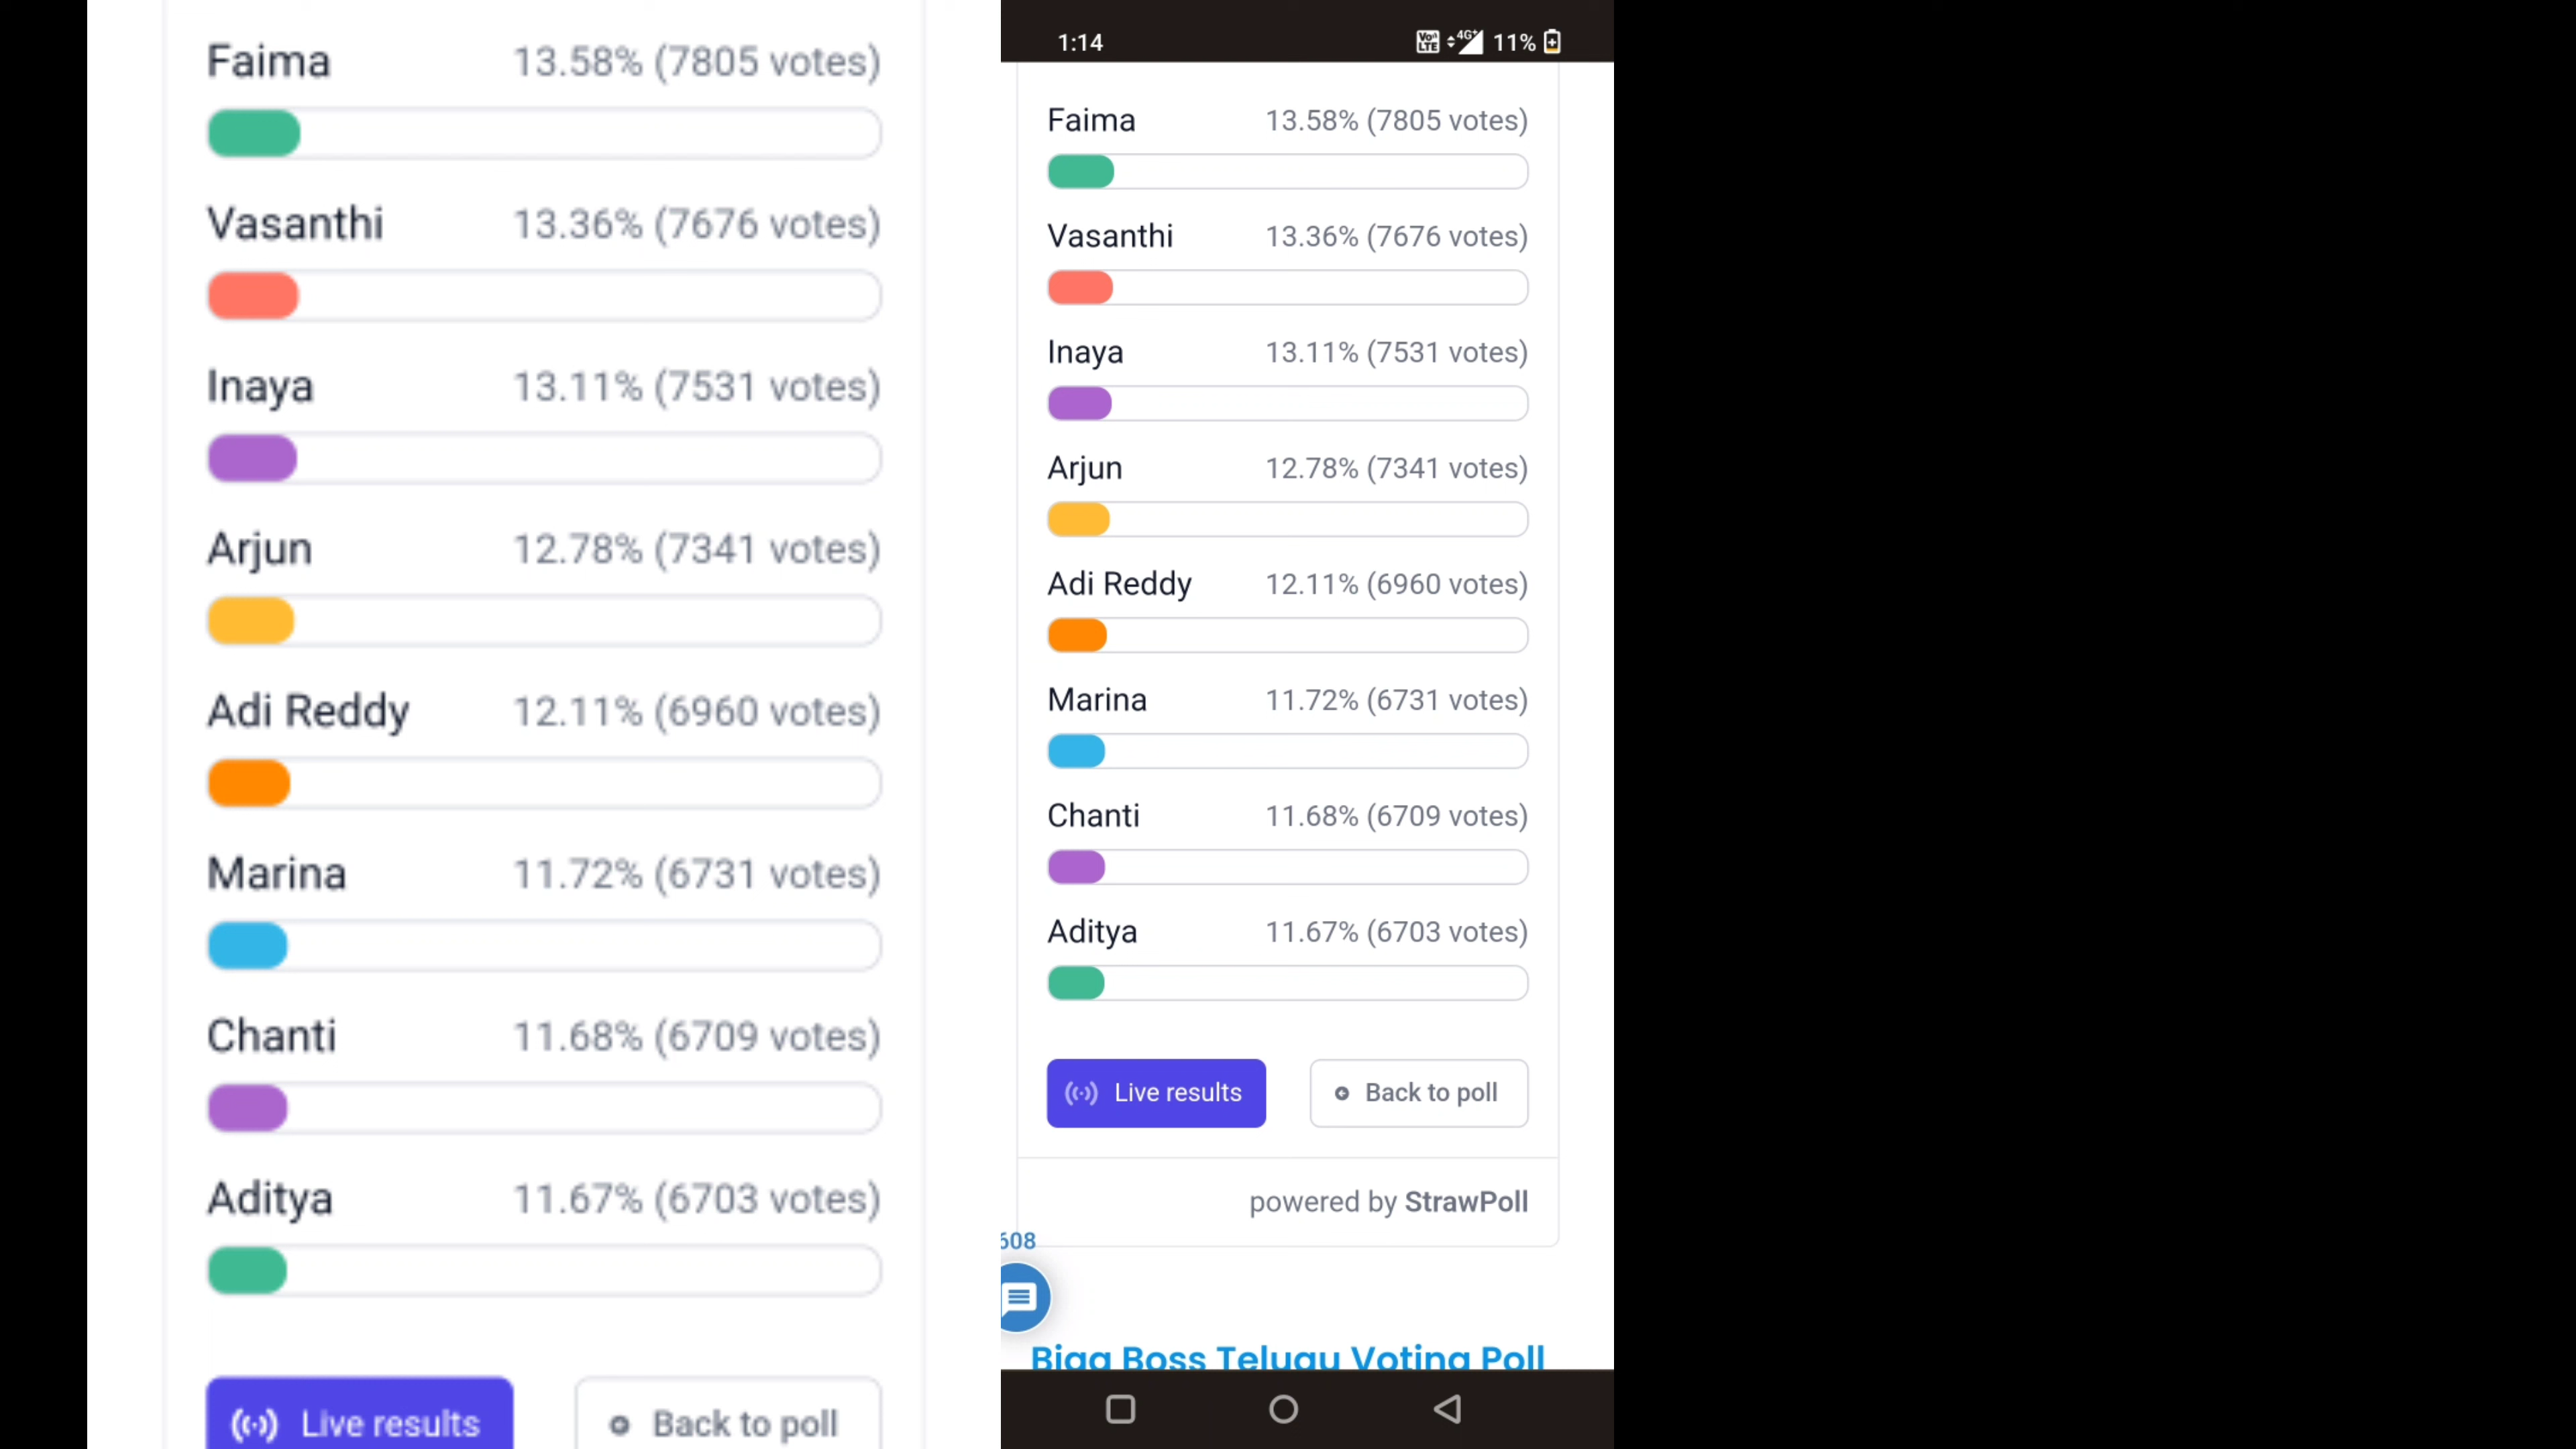 Faima 13.58% (7805 votes)
Vasanthi 13.36% (7676 votes)
Inaya 13.11% (7531 votes)
Arjun 12.78% (7341 votes)
Adi Reddy 12.11% (6960 votes)
Marina 11.72% (6731 votes)
Chanti 11.68% (6709 votes)
Aditya 11.67% (6703 votes)
Live results Back to poll
1:14 Vo LTE 4G+ 11%
Faima 13.58% (7805 votes)
Vasanthi 13.36% (7676 votes)
Inaya 13.11% (7531 votes)
Arjun 12.78% (7341 votes)
Adi Reddy 12.11% (6960 votes)
Marina 11.72% (6731 votes)
Chanti 11.68% (6709 votes)
Aditya 11.67% (6703 votes)
Live results Back to poll
powered by StrawPoll
608
Bigg Boss Telugu Voting Poll